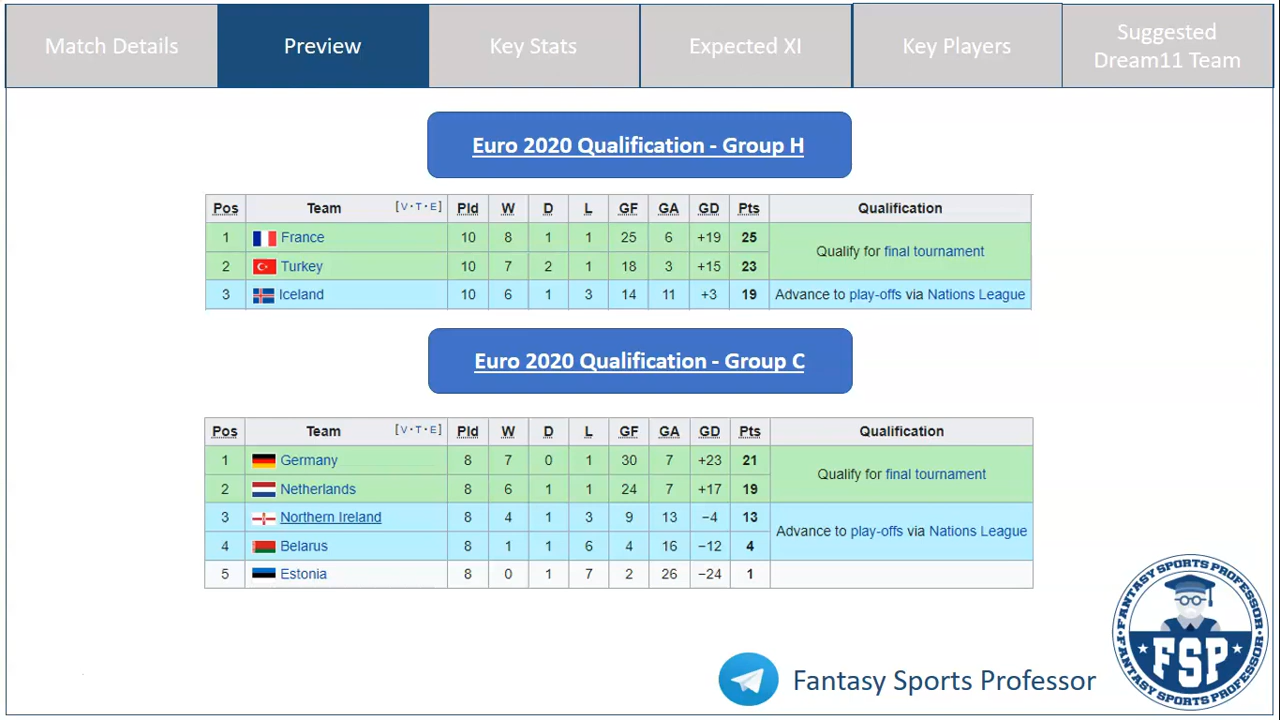 Match Details
Preview
Key Stats
Expected XI
Key Players
Suggested
Dream11 Team
Euro 2020 Qualification - Group H
Pos Team [V·T·E] Pld W D L GF GA GD Pts Qualification
1 France 10 8 1 1 25 6 +19 25 Qualify for final tournament
2 Turkey 10 7 2 1 18 3 +15 23
3 Iceland 10 6 1 3 14 11 +3 19 Advance to play-offs via Nations League
Euro 2020 Qualification - Group C
Pos Team [V·T·E] Pld W D L GF GA GD Pts Qualification
1 Germany 8 7 0 1 30 7 +23 21 Qualify for final tournament
2 Netherlands 8 6 1 1 24 7 +17 19
3 Northern Ireland 8 4 1 3 9 13 −4 13 Advance to play-offs via Nations League
4 Belarus 8 1 1 6 4 16 −12 4
5 Estonia 8 0 1 7 2 26 −24 1
Fantasy Sports Professor
·FANTASY SPORTS PROFESSOR·
FSP
FANTASY SPORTS PROFESSOR